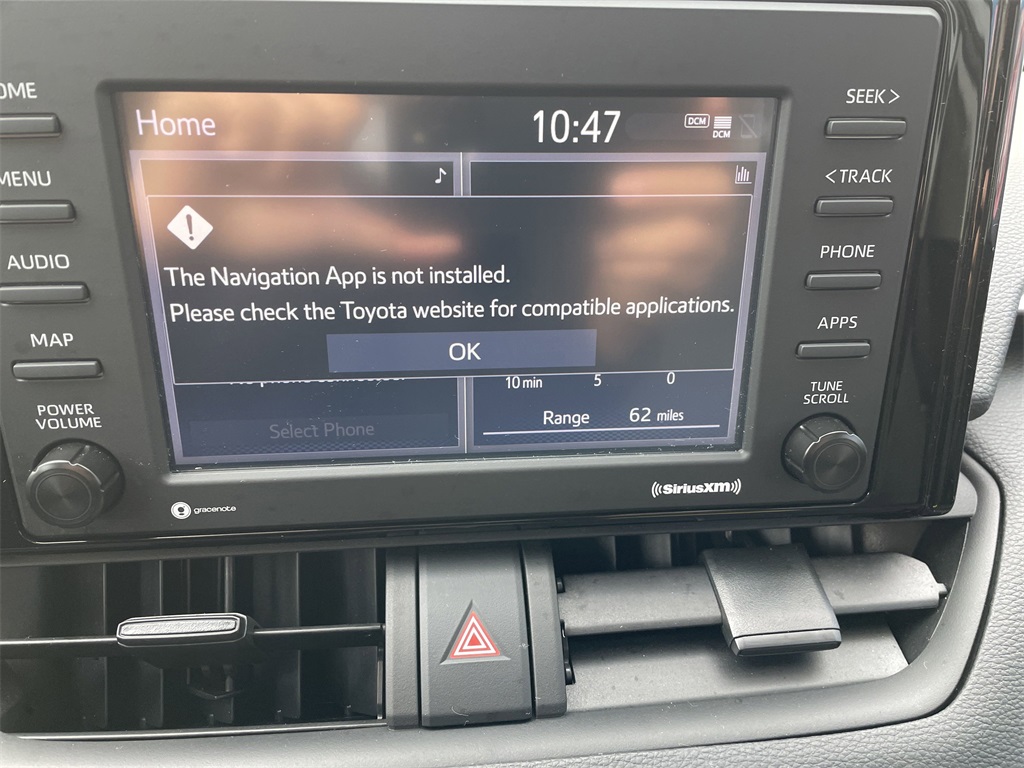 Home
10:47
DCM
DCM
The Navigation App is not installed.
Please check the Toyota website for compatible applications.
OK
10 min 5 0
Select Phone
Range 62 miles
MENU
AUDIO
MAP
POWER
VOLUME
SEEK >
< TRACK
PHONE
APPS
TUNE
SCROLL
gracenote
((SiriusXM))